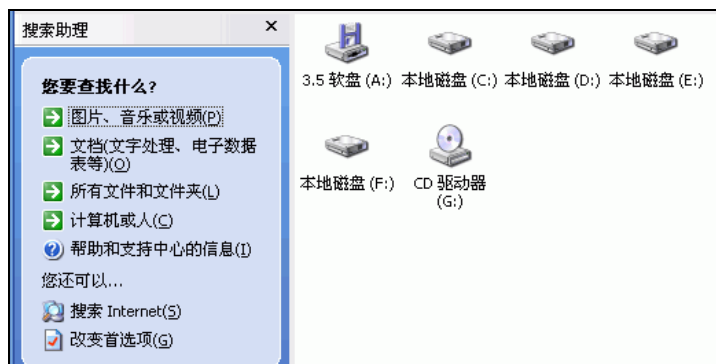 搜索助理
您要查找什么?
图片、音乐或视频(P)
文档(文字处理、电子数据
表等)(O)
所有文件和文件夹(L)
计算机或人(C)
帮助和支持中心的信息(I)
您还可以...
搜索 Internet(S)
改变首选项(G)
3.5 软盘 (A:) 本地磁盘 (C:) 本地磁盘 (D:) 本地磁盘 (E:)
本地磁盘 (F:) CD 驱动器
(G:)